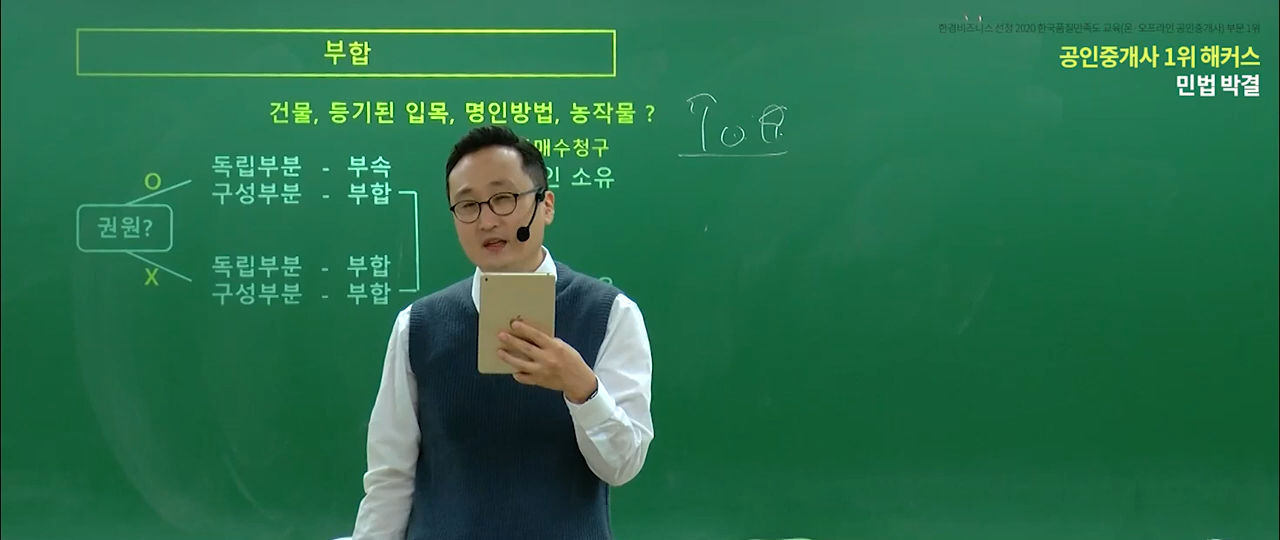 한경비즈니스 선정 2020 한국품질만족도 교육(온·오프라인 공인중개사) 부문 1위
공인중개사 1위 해커스
민법 박결
부합
건물, 등기된 입목, 명인방법, 농작물 ?
매수청구
독립부분 - 부속
인 소유
O
구성부분 - 부합
권원?
독립부분 - 부합
X
구성부분 - 부합